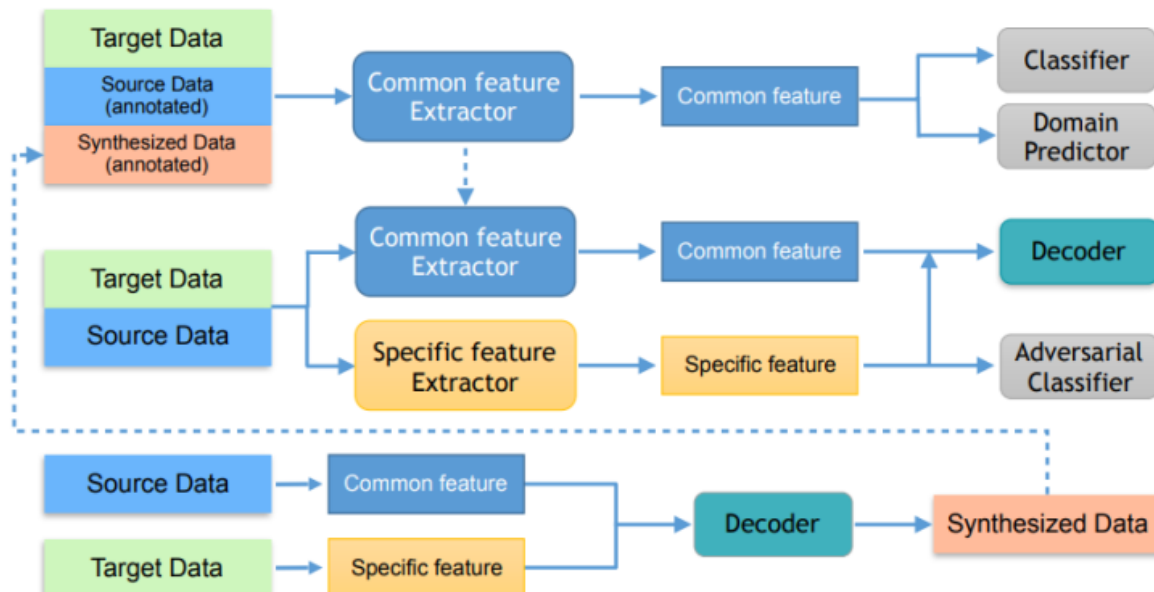 Target Data
Source Data
(annotated)
Synthesized Data
(annotated)
Common feature
Extractor
Common feature
Classifier
Domain
Predictor
Target Data
Source Data
Common feature
Extractor
Common feature
Decoder
Specific feature
Extractor
Specific feature
Adversarial
Classifier
Source Data
Common feature
Target Data
Specific feature
Decoder
Synthesized Data